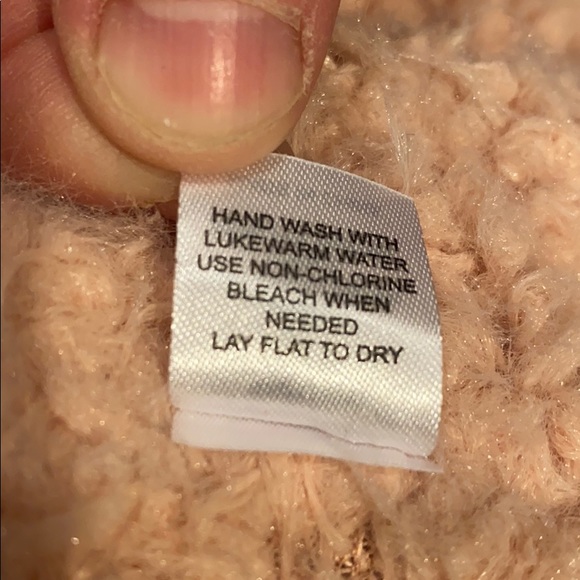 HAND WASH WITH
LUKEWARM WATER
USE NON-CHLORINE
BLEACH WHEN
NEEDED
LAY FLAT TO DRY